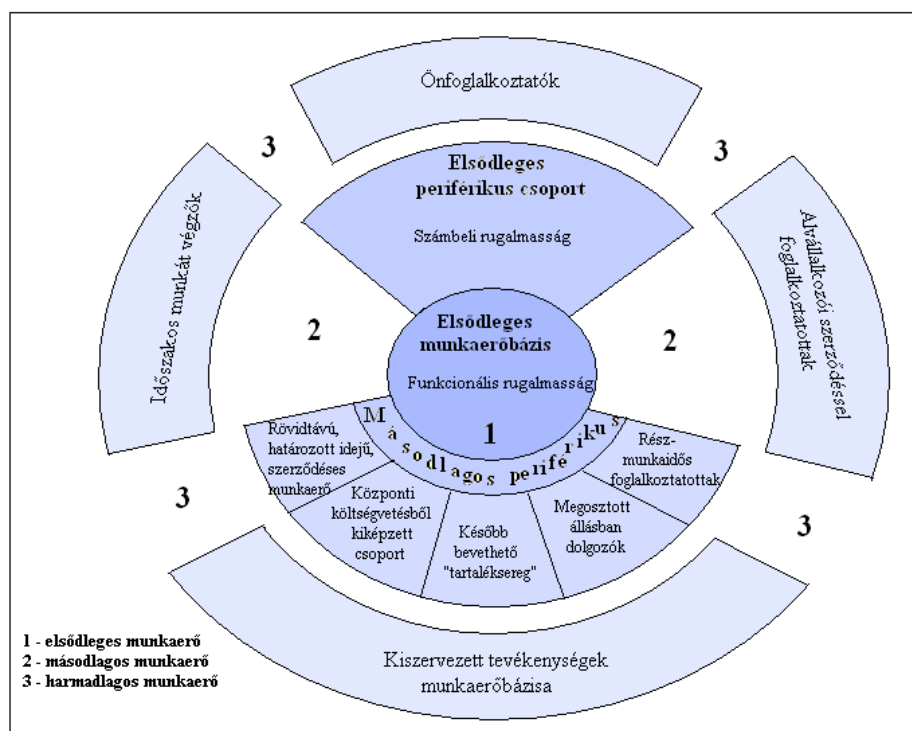 Önfoglalkoztatók
3
3
Elsődleges
periférikus csoport
Számbeli rugalmasság
Időszakos munkát végzők
Alvállalkozói szerződéssel
foglalkoztatottak
2
2
Elsődleges
munkaerőbázis
Funkcionális rugalmasság
1
Másodlagos periférikus
Rövidtávú,
határozott idejű,
szerződéses
munkaerő
Központi
költségvetésből
kiképzett
csoport
Később
bevethető
"tartaléksereg"
Megosztott
állásban
dolgozók
Rész-
munkaidős
foglalkoztatottak
3
3
Kiszervezett tevékenységek
munkaerőbázisa
1 - elsődleges munkaerő
2 - másodlagos munkaerő
3 - harmadlagos munkaerő